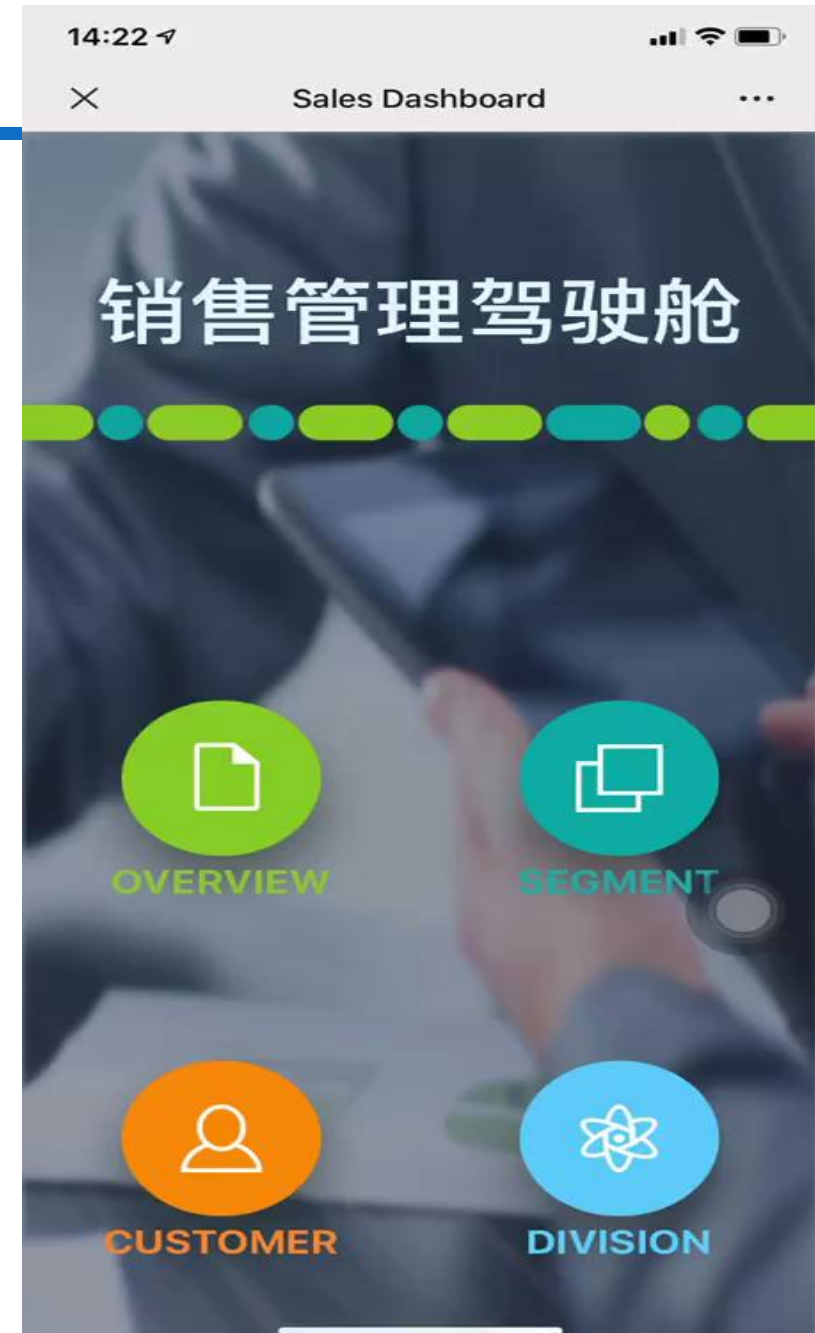 14:22
Sales Dashboard
销售管理驾驶舱
OVERVIEW
SEGMENT
CUSTOMER
DIVISION